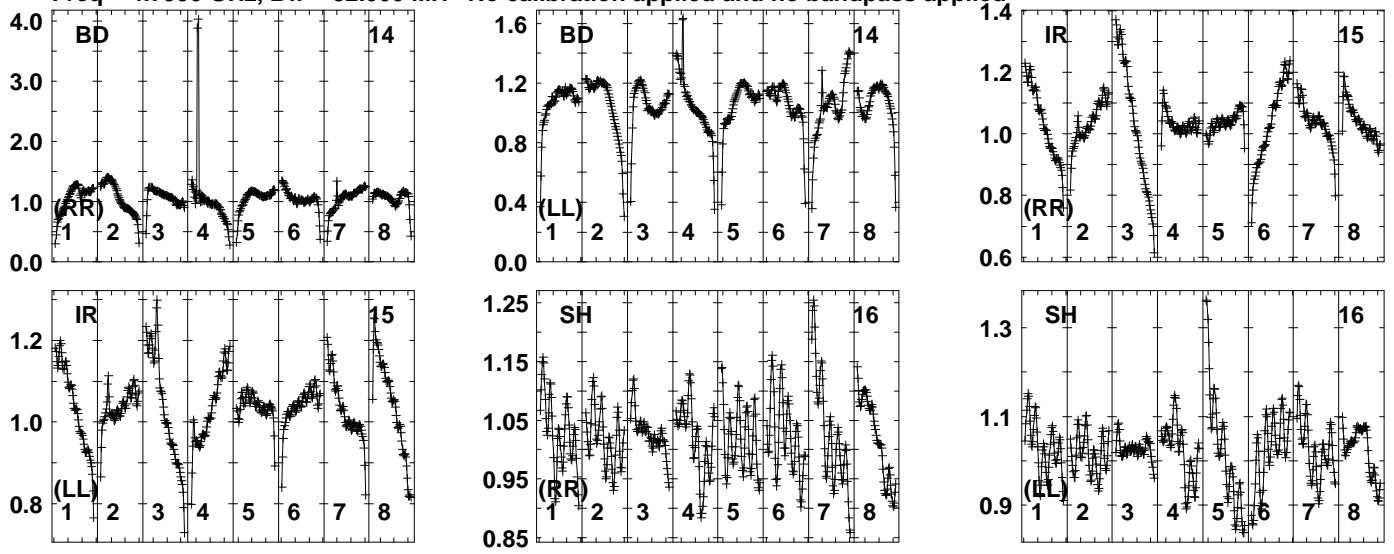 Freq = GHz, Bw = 32.000 MH No calibration applied and no bandpass applied
4.0
3.0
2.0
1.0
0.0
BD 14
(RR)
1 2 3 4 5 6 7 8
1.6
1.2
0.8
0.4
0.0
BD 14
(LL)
1 2 3 4 5 6 7 8
1.4
1.2
1.0
0.8
0.6
IR 15
(RR)
1 2 3 4 5 6 7 8
1.2
1.0
0.8
IR 15
(LL)
1 2 3 4 5 6 7 8
1.25
1.15
1.05
0.95
0.85
SH 16
(RR)
1 2 3 4 5 6 7 8
1.3
1.1
0.9
SH 16
(LL)
1 2 3 4 5 6 7 8